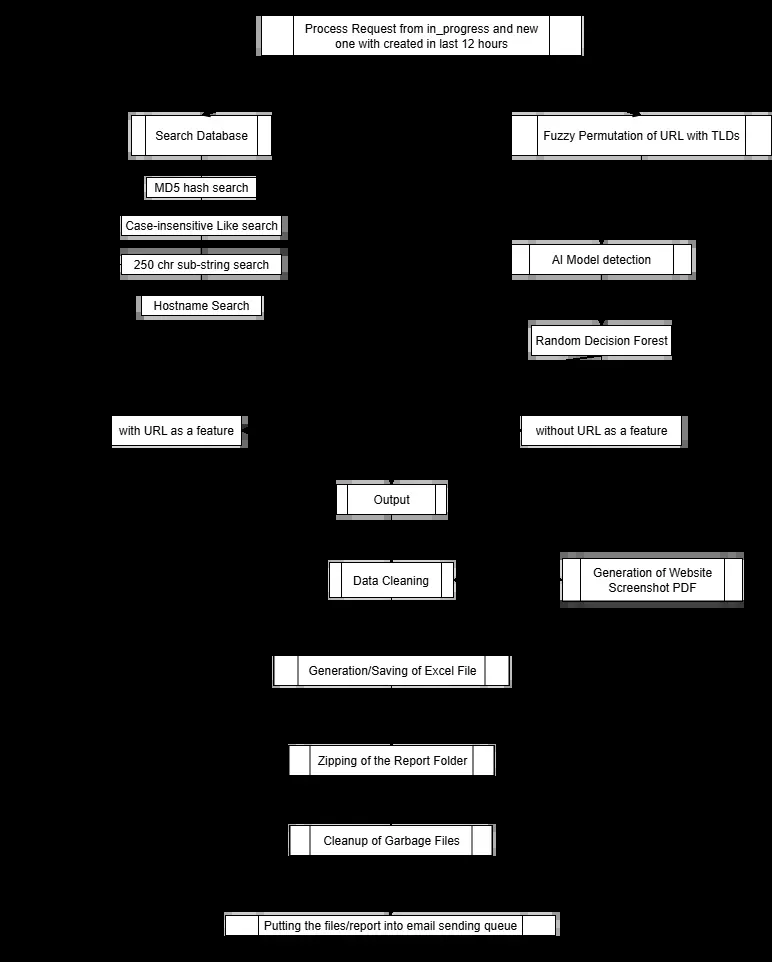 Process Request from in_progress and new
one with created in last 12 hours
Search Database
Fuzzy Permutation of URL with TLDs
MD5 hash search
Case-insensitive Like search
250 chr sub-string search
AI Model detection
Hostname Search
Random Decision Forest
with URL as a feature
without URL as a feature
Output
Data Cleaning
Generation of Website
Screenshot PDF
Generation/Saving of Excel File
Zipping of the Report Folder
Cleanup of Garbage Files
Putting the files/report into email sending queue